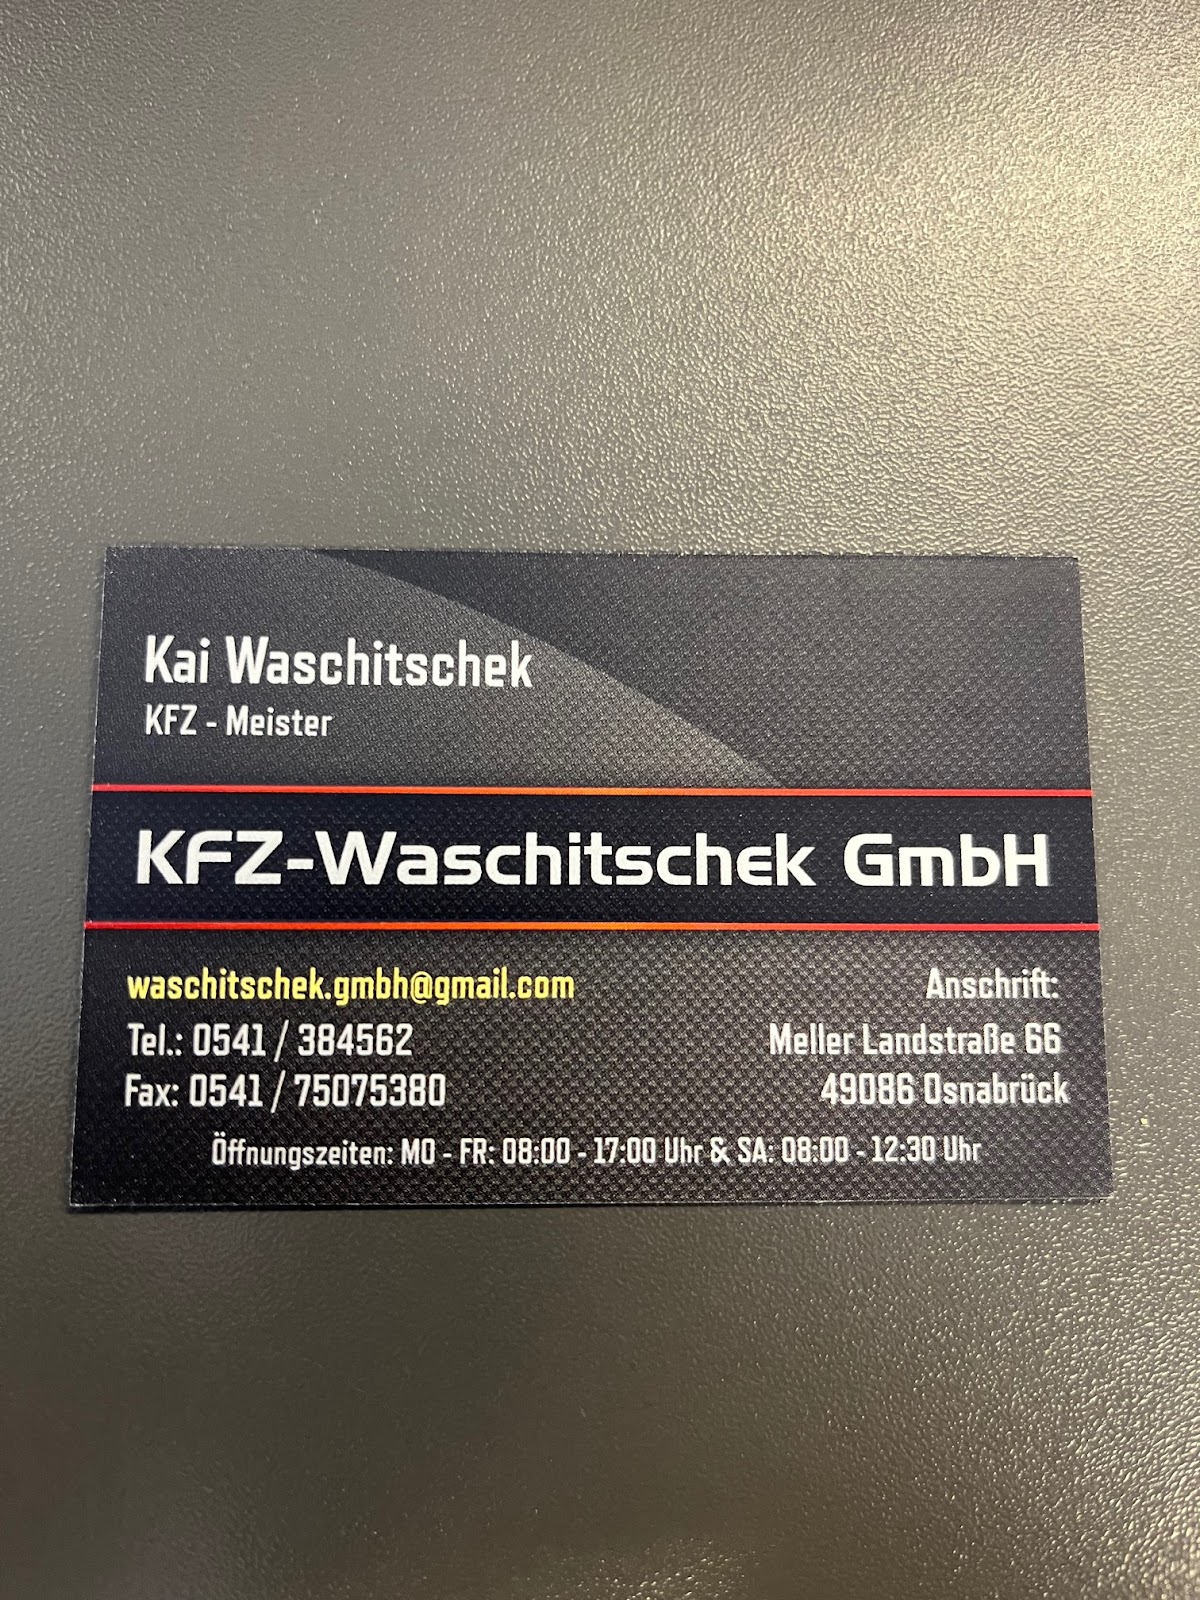 Kai Waschitschek
KFZ - Meister
KFZ-Waschitschek GmbH
waschitschek.gmbh@gmail.com
Tel.: 0541 / 384562
Fax: 0541 / 75075380
Anschrift:
Meller Landstraße 66
49086 Osnabrück
Öffnungszeiten: MO - FR: 08:00 - 17:00 Uhr & SA: 08:00 - 12:30 Uhr